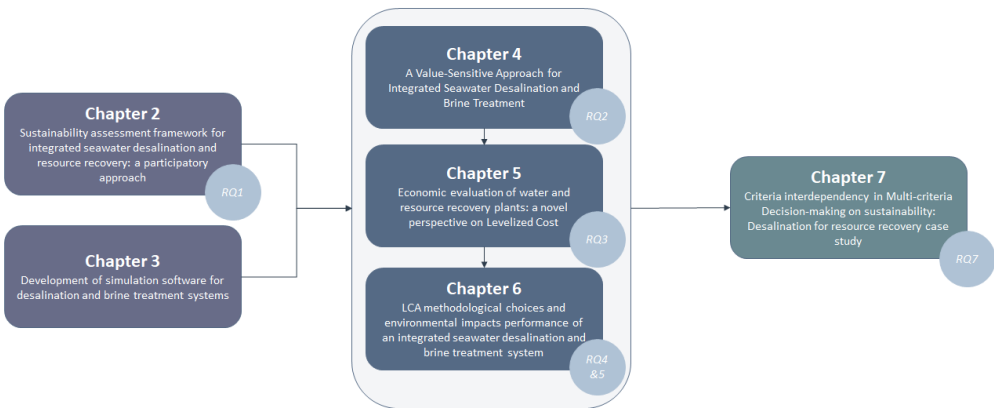 Chapter 2
Sustainability assessment framework for
integrated seawater desalination and
resource recovery: a participatory
approach
RQ1
Chapter 3
Development of simulation software for
desalination and brine treatment systems
Chapter 4
A Value-Sensitive Approach for
Integrated Seawater Desalination and
Brine Treatment
RQ2
Chapter 5
Economic evaluation of water and
resource recovery plants: a novel
perspective on Levelized Cost
RQ3
Chapter 6
LCA methodological choices and
environmental impacts performance of
an integrated seawater desalination and
brine treatment system
RQ4
&5
Chapter 7
Criteria interdependency in Multi-criteria
Decision-making on sustainability:
Desalination for resource recovery case
study
RQ7